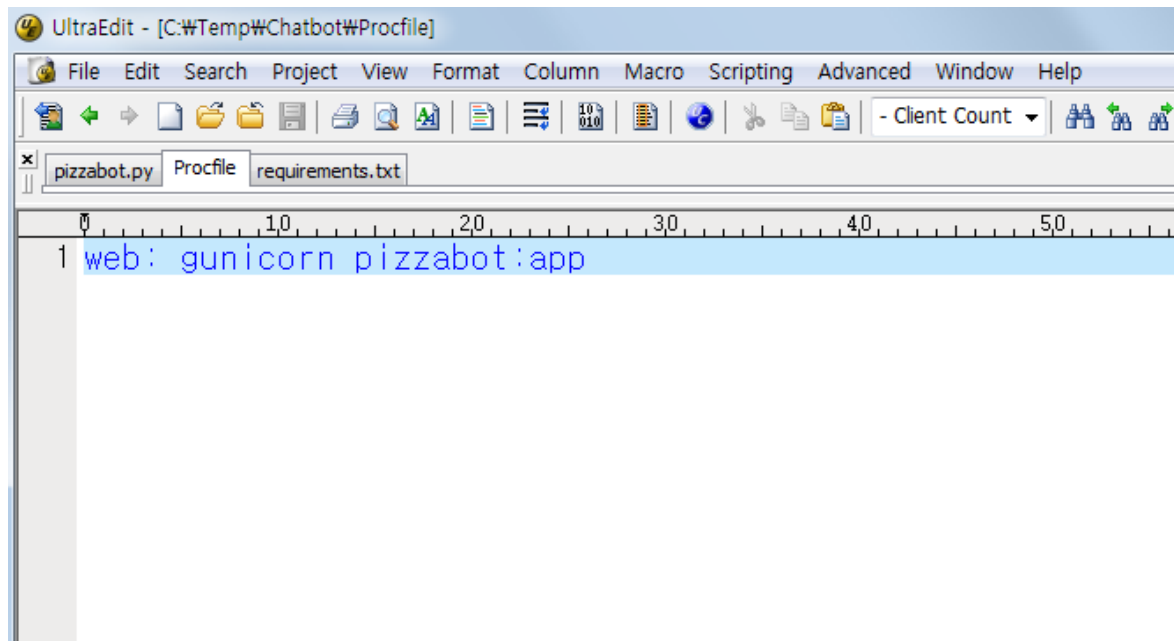 UltraEdit - [C:₩Temp₩Chatbot₩Procfile]
File Edit Search Project View Format Column Macro Scripting Advanced Window Help
- Client Count
pizzabot.py Procfile requirements.txt
0 10 20 30 40 50
1 web: gunicorn pizzabot:app